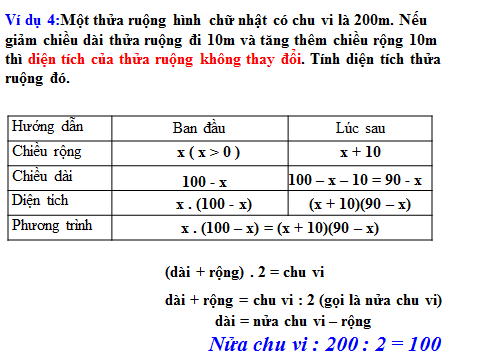 Ví dụ 4:Một thửa ruộng hình chữ nhật có chu vi là 200m. Nếu
giảm chiều dài thửa ruộng đi 10m và tăng thêm chiều rộng 10m
thì diện tích của thửa ruộng không thay đổi. Tính diện tích thửa
ruộng đó.
Hướng dẫn Ban đầu Lúc sau
Chiều rộng x ( x > 0 ) x + 10
Chiều dài 100 - x 100 – x – 10 = 90 - x
Diện tích x . (100 - x) (x + 10)(90 – x)
Phương trình x . (100 – x) = (x + 10)(90 – x)
(dài + rộng) . 2 = chu vi
dài + rộng = chu vi : 2 (gọi là nửa chu vi)
dài = nửa chu vi – rộng
Nửa chu vi : 200 : 2 = 100